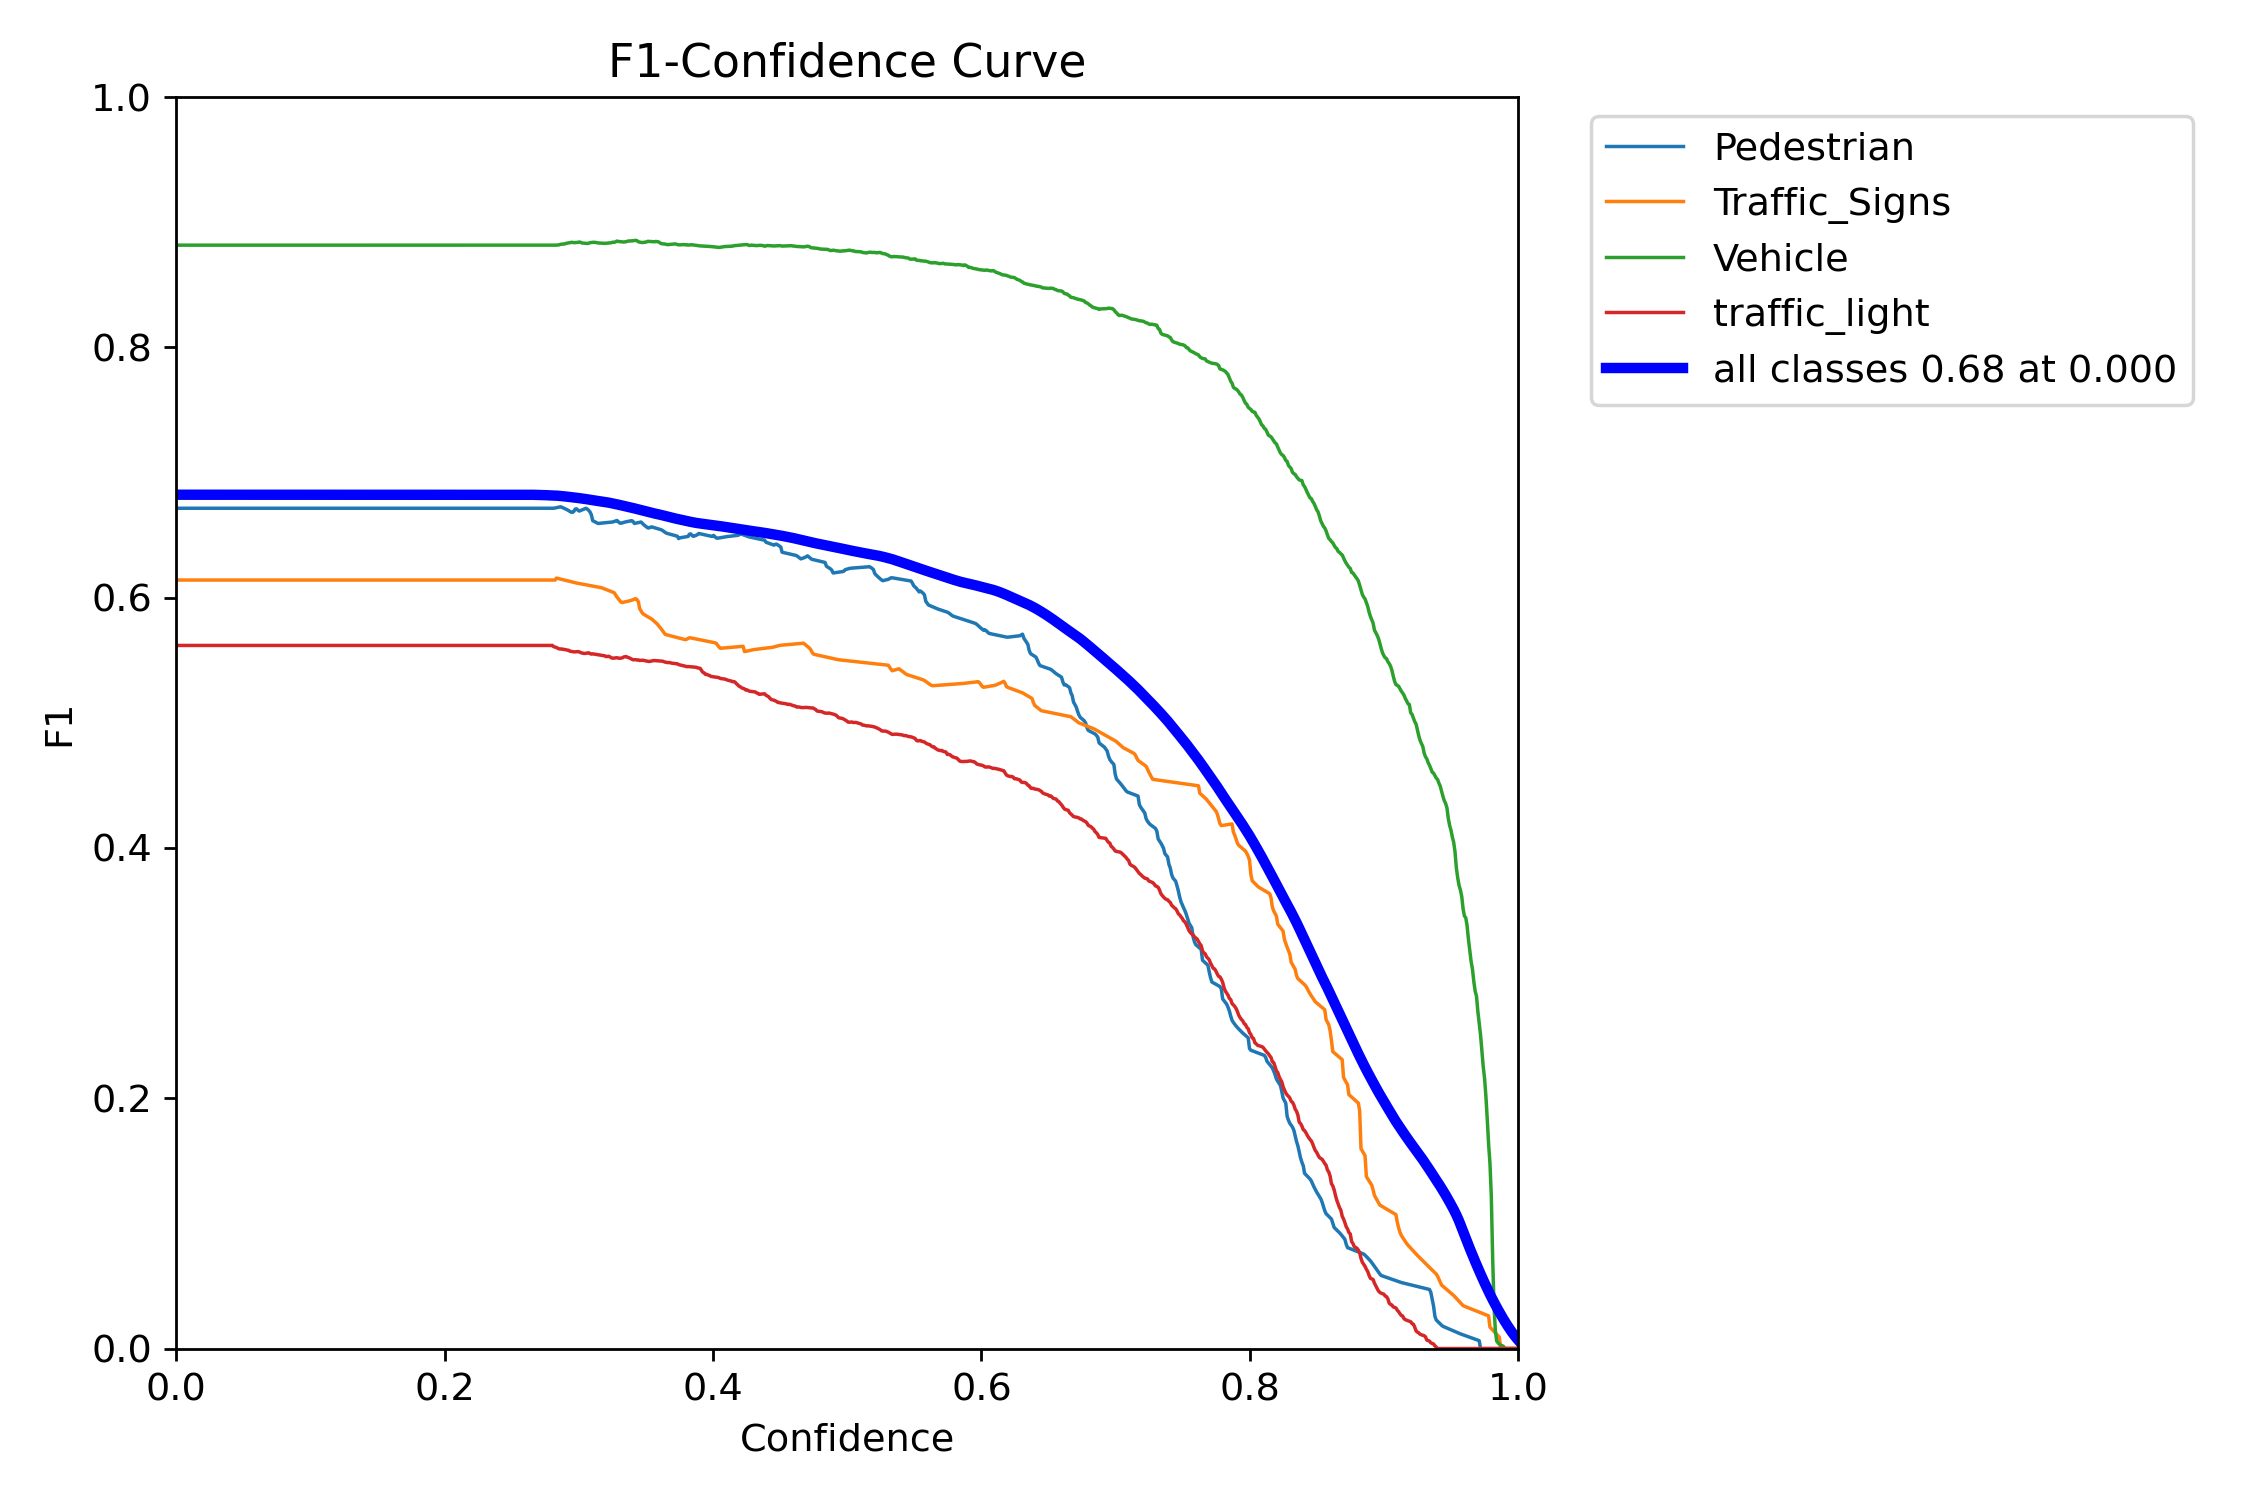 F1-Confidence Curve
1.0
0.8
0.6
0.4
0.2
0.0
F1
0.0 0.2 0.4 0.6 0.8 1.0
Confidence
Pedestrian
Traffic_Signs
Vehicle
traffic_light
all classes 0.68 at 0.000